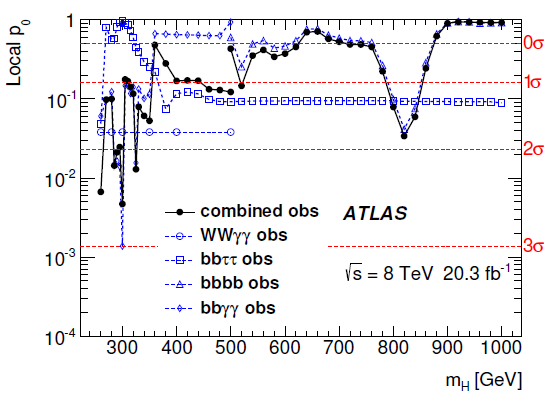 Local p0
1
10-1
10-2
10-3
10-4
0σ
1σ
2σ
3σ
combined obs
WWγγ obs
bbττ obs
bbbb obs
bbγγ obs
ATLAS
√s = 8 TeV 20.3 fb-1
300 400 500 600 700 800 900 1000
mH [GeV]